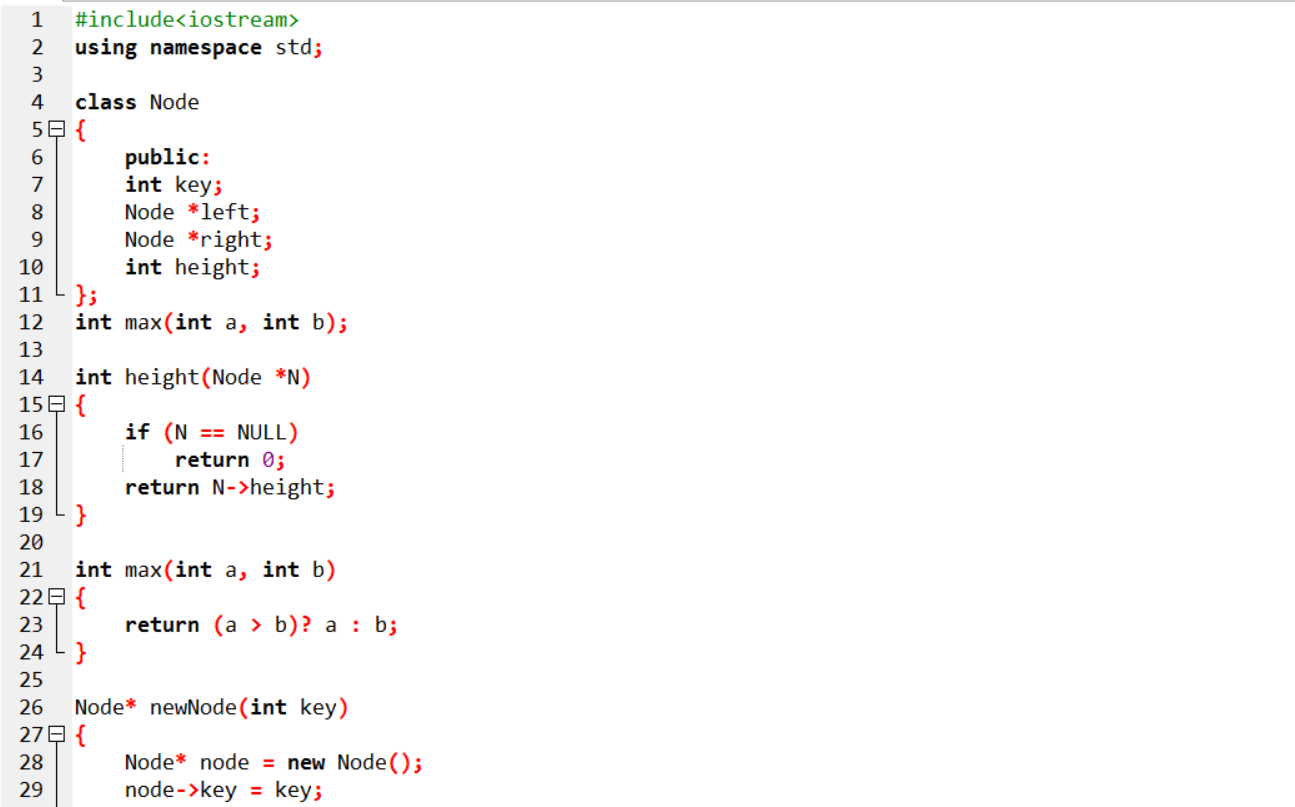 1 #include<iostream>
2 using namespace std;
3
4 class Node
5 {
6 public:
7 int key;
8 Node *left;
9 Node *right;
10 int height;
11 };
12 int max(int a, int b);
13
14 int height(Node *N)
15 {
16 if (N == NULL)
17 return 0;
18 return N->height;
19 }
20
21 int max(int a, int b)
22 {
23 return (a > b)? a : b;
24 }
25
26 Node* newNode(int key)
27 {
28 Node* node = new Node();
29 node->key = key;